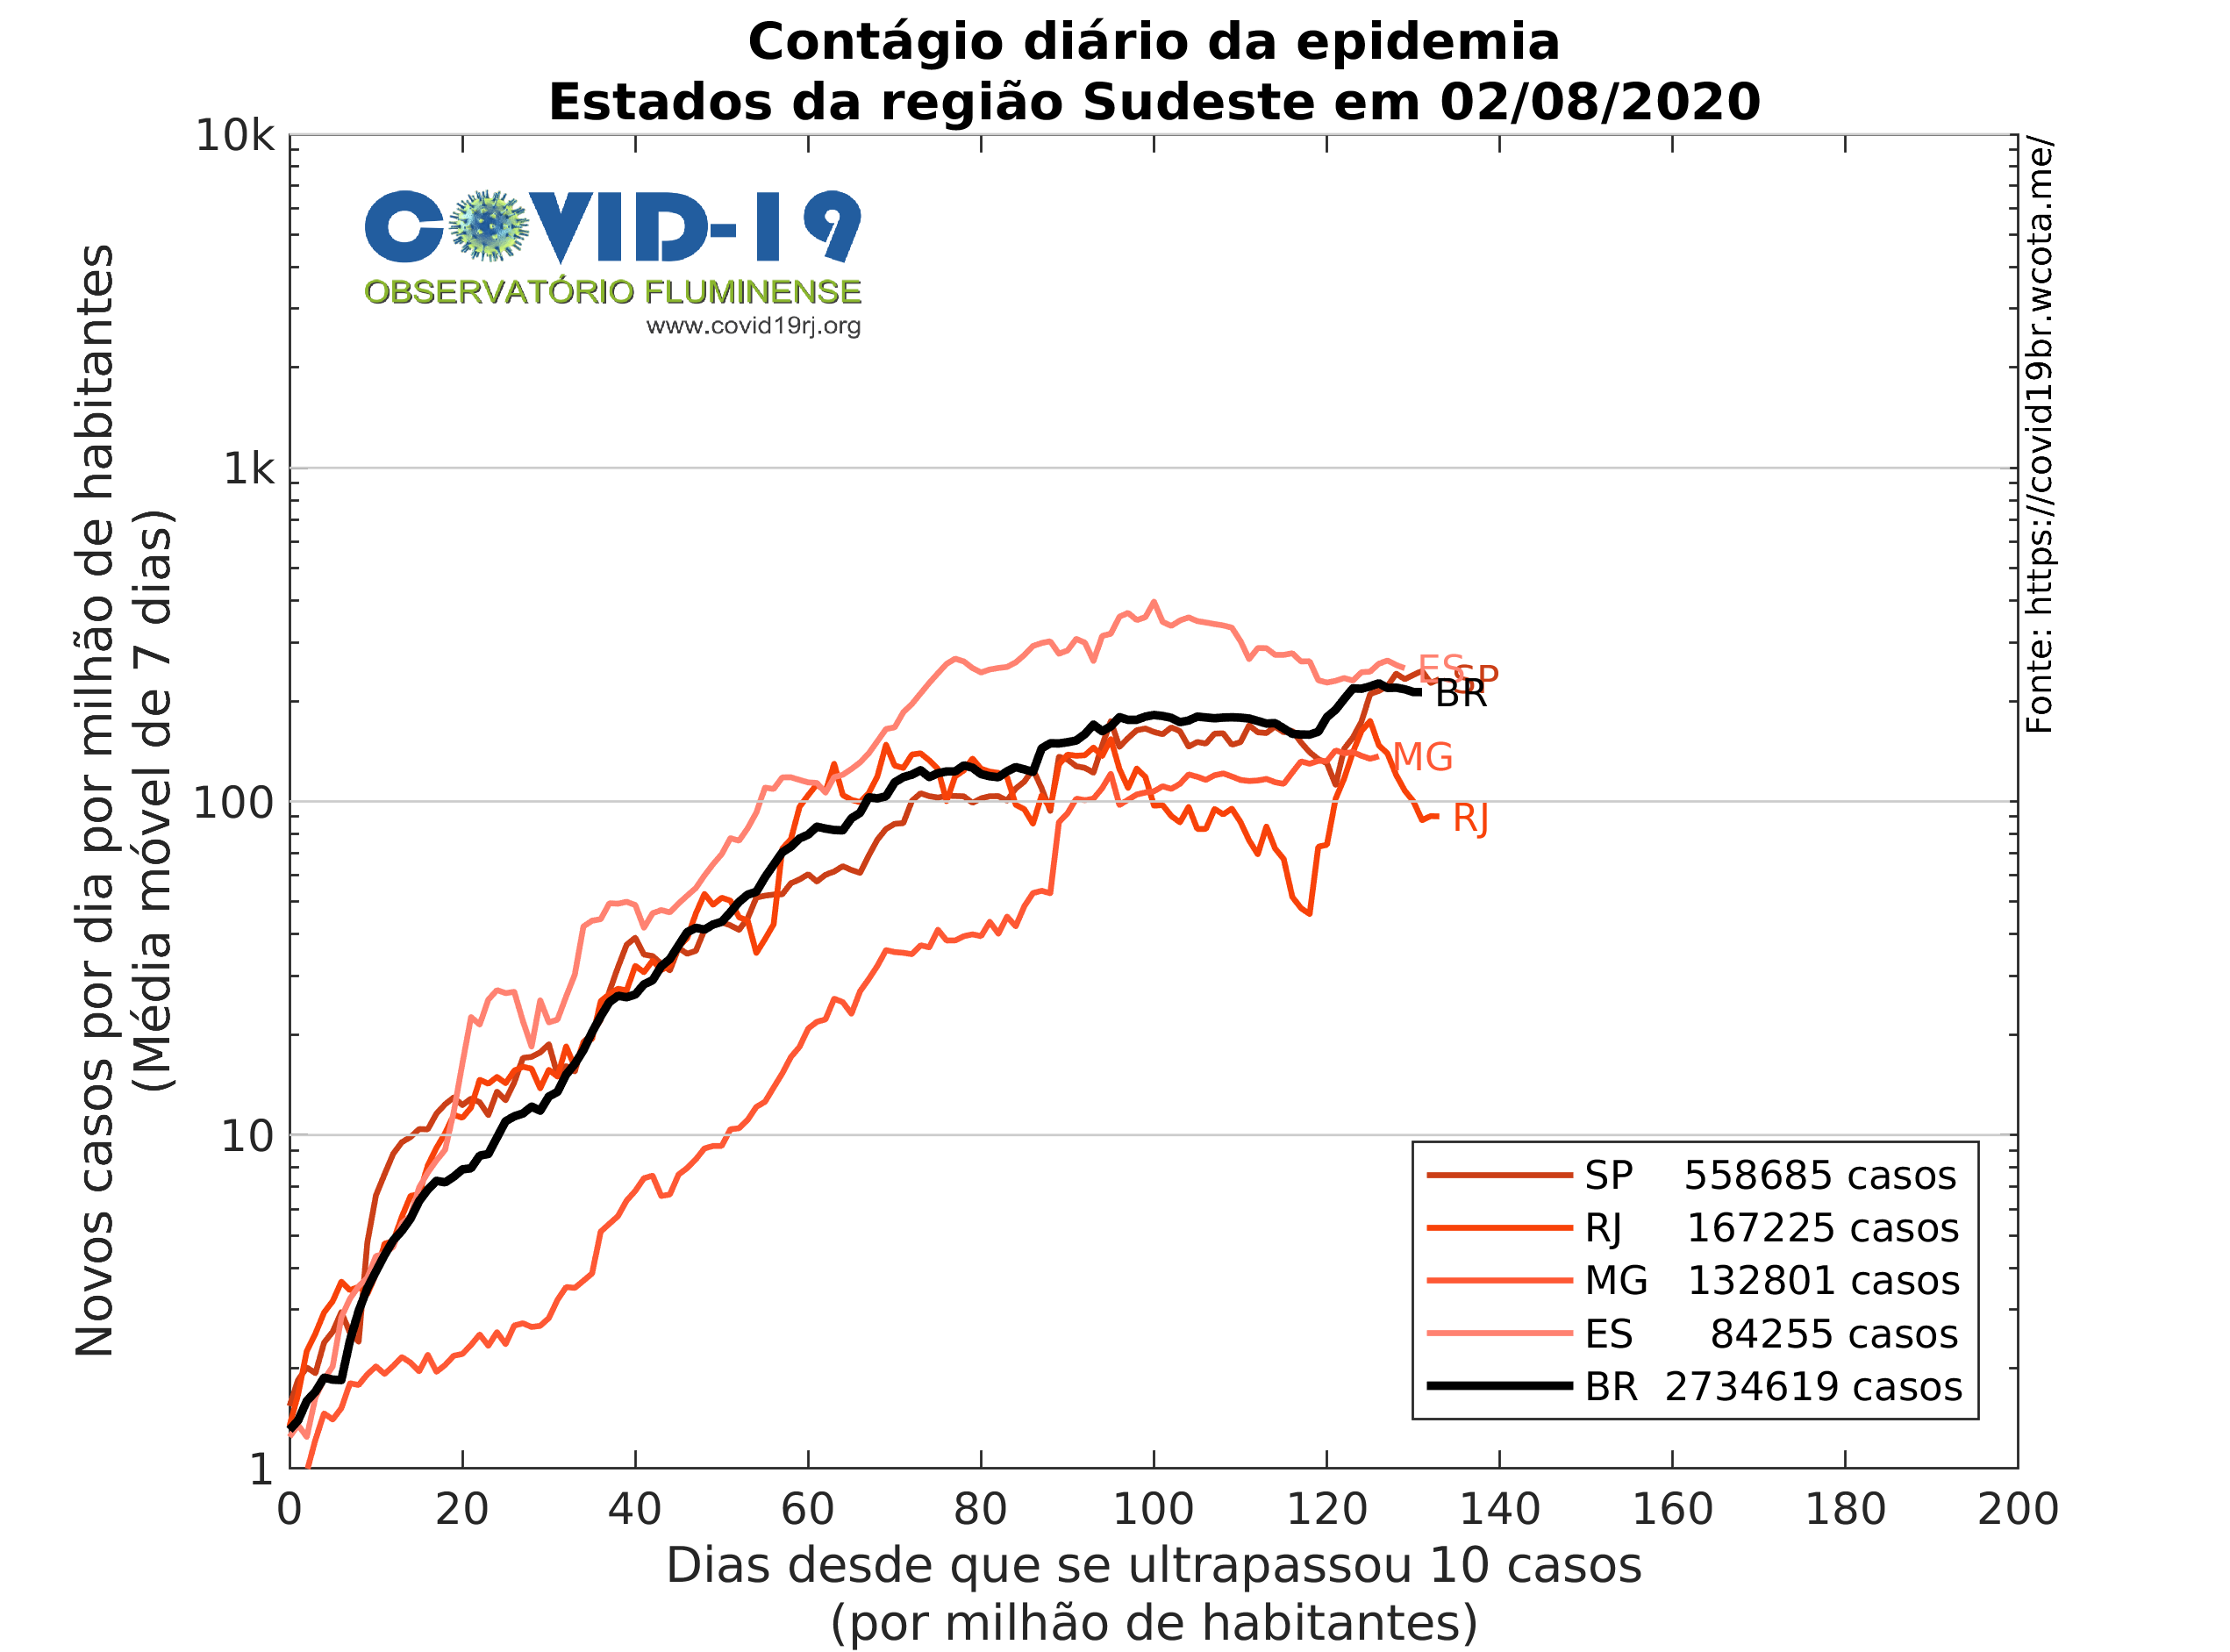 Contágio diário da epidemia
Estados da região Sudeste em 02/08/2020
Novos casos por dia por milhão de habitantes
(Média móvel de 7 dias)
10k
1k
100
10
1
COVID-19
OBSERVATÓRIO FLUMINENSE
www.covid19rj.org
Fonte: https://covid19br.wcota.me/
ES
SP
BR
MG
RJ
SP 558685 casos
RJ 167225 casos
MG 132801 casos
ES 84255 casos
BR 2734619 casos
0 20 40 60 80 100 120 140 160 180 200
Dias desde que se ultrapassou 10 casos
(por milhão de habitantes)